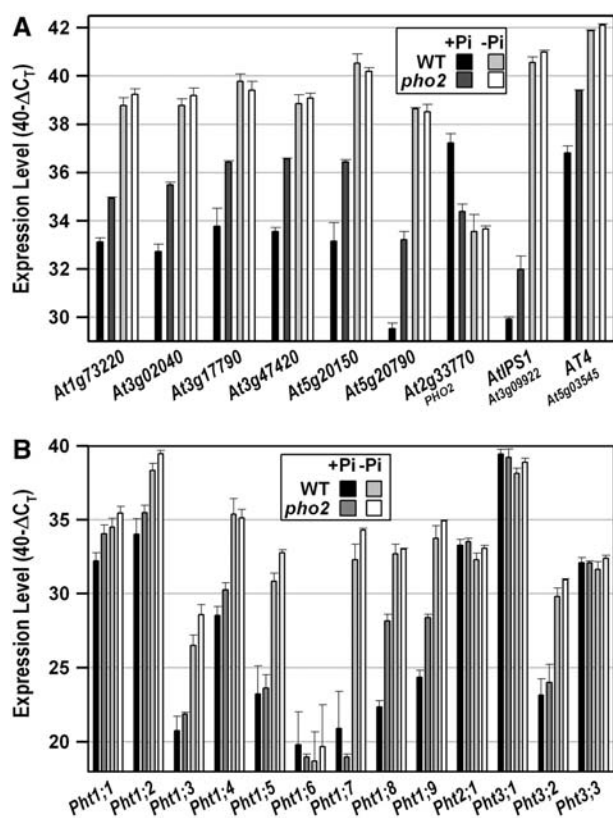 A
Expression Level (40-ΔCT)
42
40
38
36
34
32
30
+Pi -Pi
WT
pho2
At1g73220
At3g02040
At3g17790
At3g47420
At5g20150
At5g20790
At2g33770
PHO2
AtIPS1
At3g09922
AT4
At5g03545
B
Expression Level (40-ΔCT)
40
35
30
25
20
+Pi -Pi
WT
pho2
Pht1;1
Pht1;2
Pht1;3
Pht1;4
Pht1;5
Pht1;6
Pht1;7
Pht1;8
Pht1;9
Pht2;1
Pht3;1
Pht3;2
Pht3;3